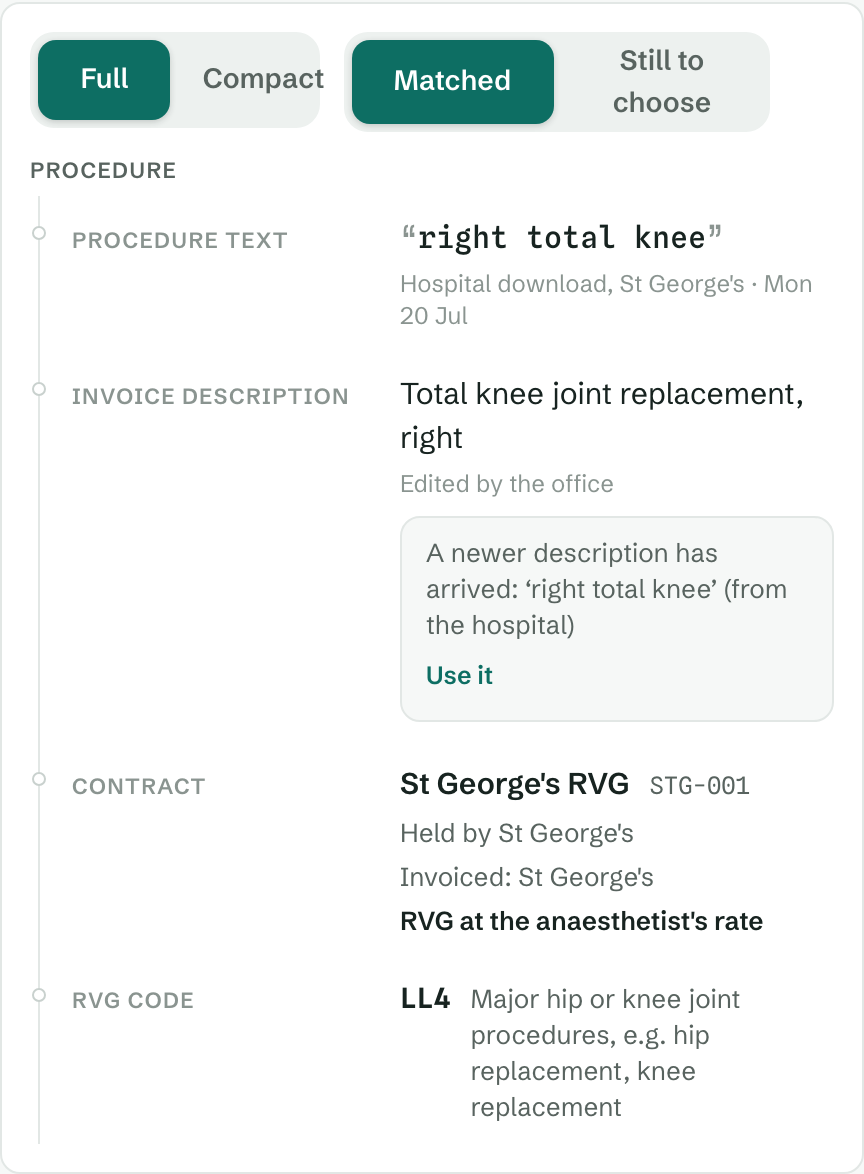 Full
Compact
Matched
Still to
choose
PROCEDURE
PROCEDURE TEXT
“right total knee”
Hospital download, St George's · Mon
20 Jul
INVOICE DESCRIPTION
Total knee joint replacement,
right
Edited by the office
A newer description has
arrived: ‘right total knee’ (from
the hospital)
Use it
CONTRACT
St George's RVG STG-001
Held by St George's
Invoiced: St George's
RVG at the anaesthetist's rate
RVG CODE
LL4 Major hip or knee joint
procedures, e.g. hip
replacement, knee
replacement